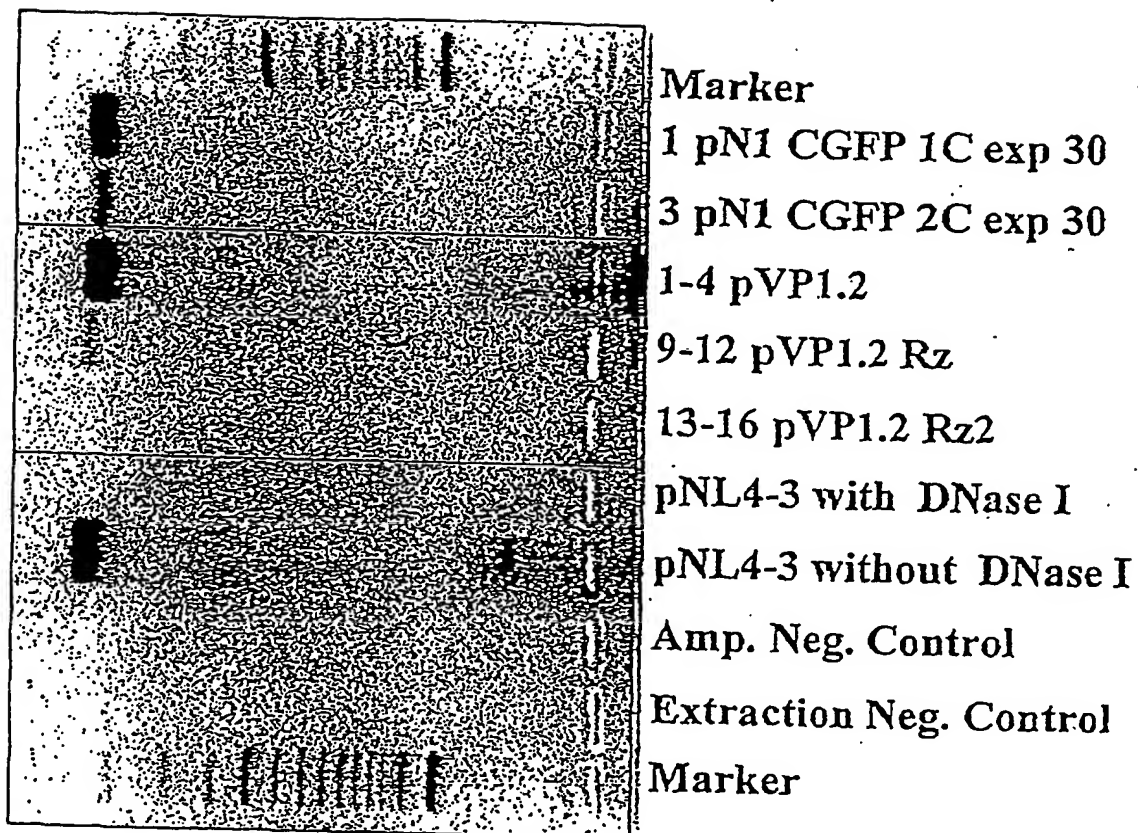 Marker
1 pN1 CGFP 1C exp 30
3 pN1 CGFP 2C exp 30
1-4 pVP1.2
9-12 pVP1.2 Rz
13-16 pVP1.2 Rz2
pNL4-3 with DNase I
pNL4-3 without DNase I
Amp. Neg. Control
Extraction Neg. Control
Marker